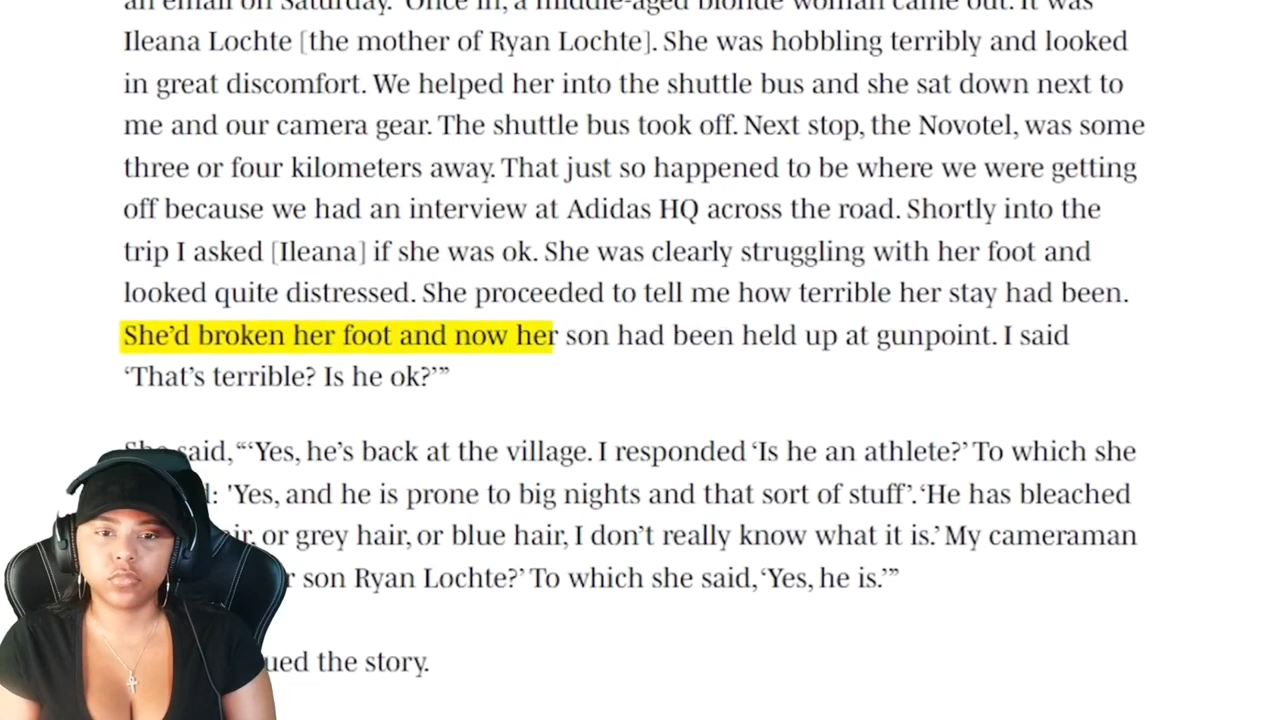 an email on Saturday. "Once in, a middle-aged blonde woman came out. It was
Ileana Lochte [the mother of Ryan Lochte]. She was hobbling terribly and looked
in great discomfort. We helped her into the shuttle bus and she sat down next to
me and our camera gear. The shuttle bus took off. Next stop, the Novotel, was some
three or four kilometers away. That just so happened to be where we were getting
off because we had an interview at Adidas HQ across the road. Shortly into the
trip I asked [Ileana] if she was ok. She was clearly struggling with her foot and
looked quite distressed. She proceeded to tell me how terrible her stay had been.
She’d broken her foot and now her son had been held up at gunpoint. I said
‘That’s terrible? Is he ok?’”
She said, “‘Yes, he’s back at the village. I responded ‘Is he an athlete?’ To which she
'Yes, and he is prone to big nights and that sort of stuff’. ‘He has bleached
or grey hair, or blue hair, I don’t really know what it is.’ My cameraman
son Ryan Lochte?’ To which she said, ‘Yes, he is.’”
the story.